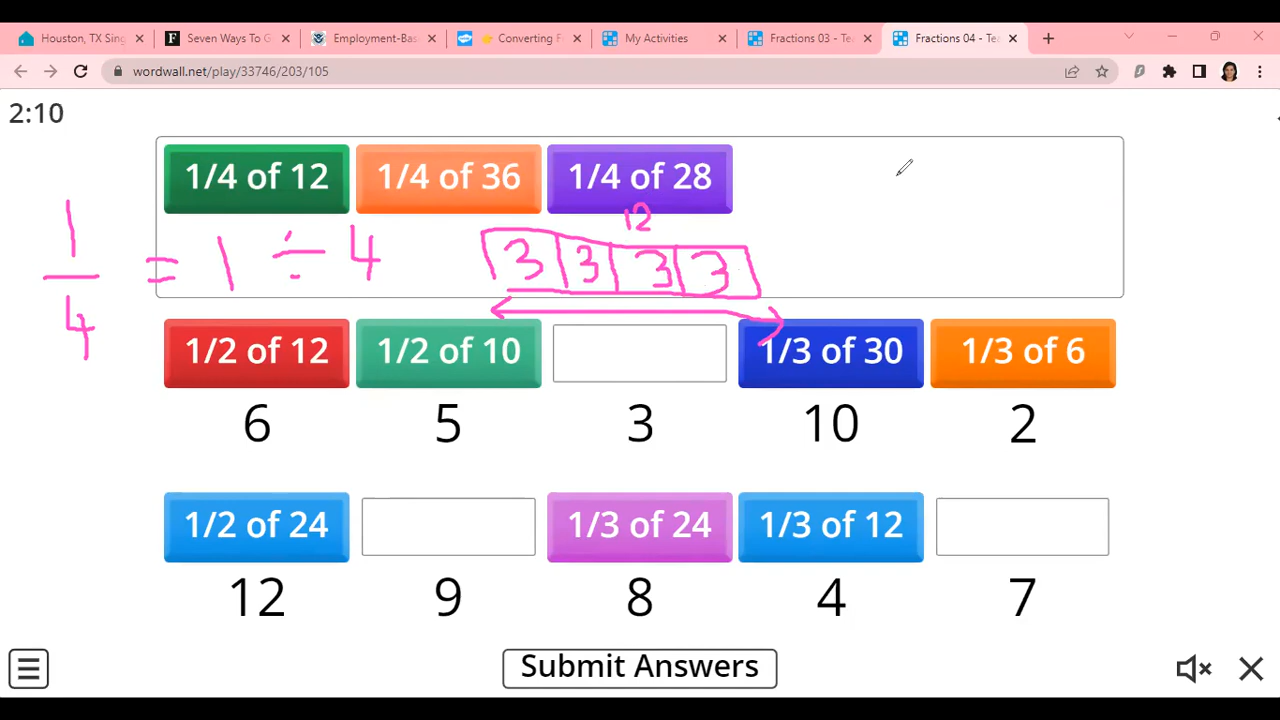 Houston, TX Sing
Seven Ways To G
Employment-Bas
👉 Converting F
My Activities
Fractions 03 - Tea
Fractions 04 - Tea
wordwall.net/play/33746/203/105
2:10
1/4 of 12 1/4 of 36 1/4 of 28
12
1/4 = 1 ÷ 4
3 3 3 3
1/2 of 12 1/2 of 10 1/3 of 30 1/3 of 6
6 5 3 10 2
1/2 of 24 1/3 of 24 1/3 of 12
12 9 8 4 7
Submit Answers